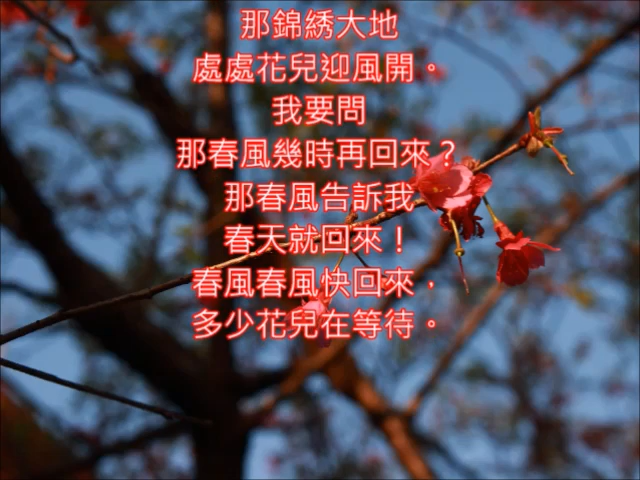 那錦綉大地
處處花兒迎風開。
我要問
那春風幾時再回來？
那春風告訴我
春天就回來！
春風春風快回來，
多少花兒在等待。